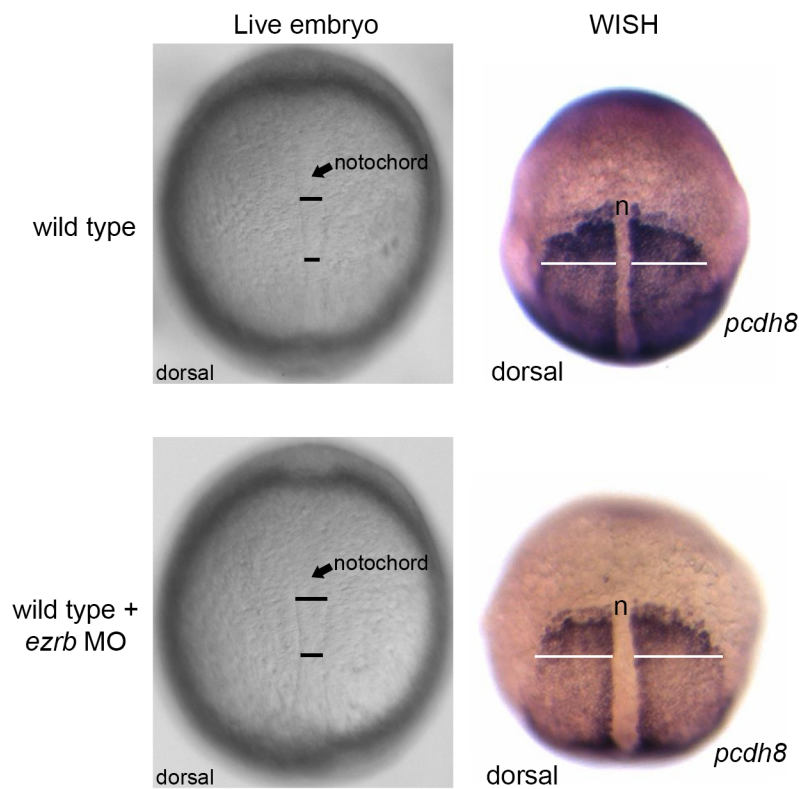 Live embryo
WISH
notochord
n
wild type
pcdh8
dorsal
dorsal
notochord
n
wild type +
ezrb MO
pcdh8
dorsal
dorsal